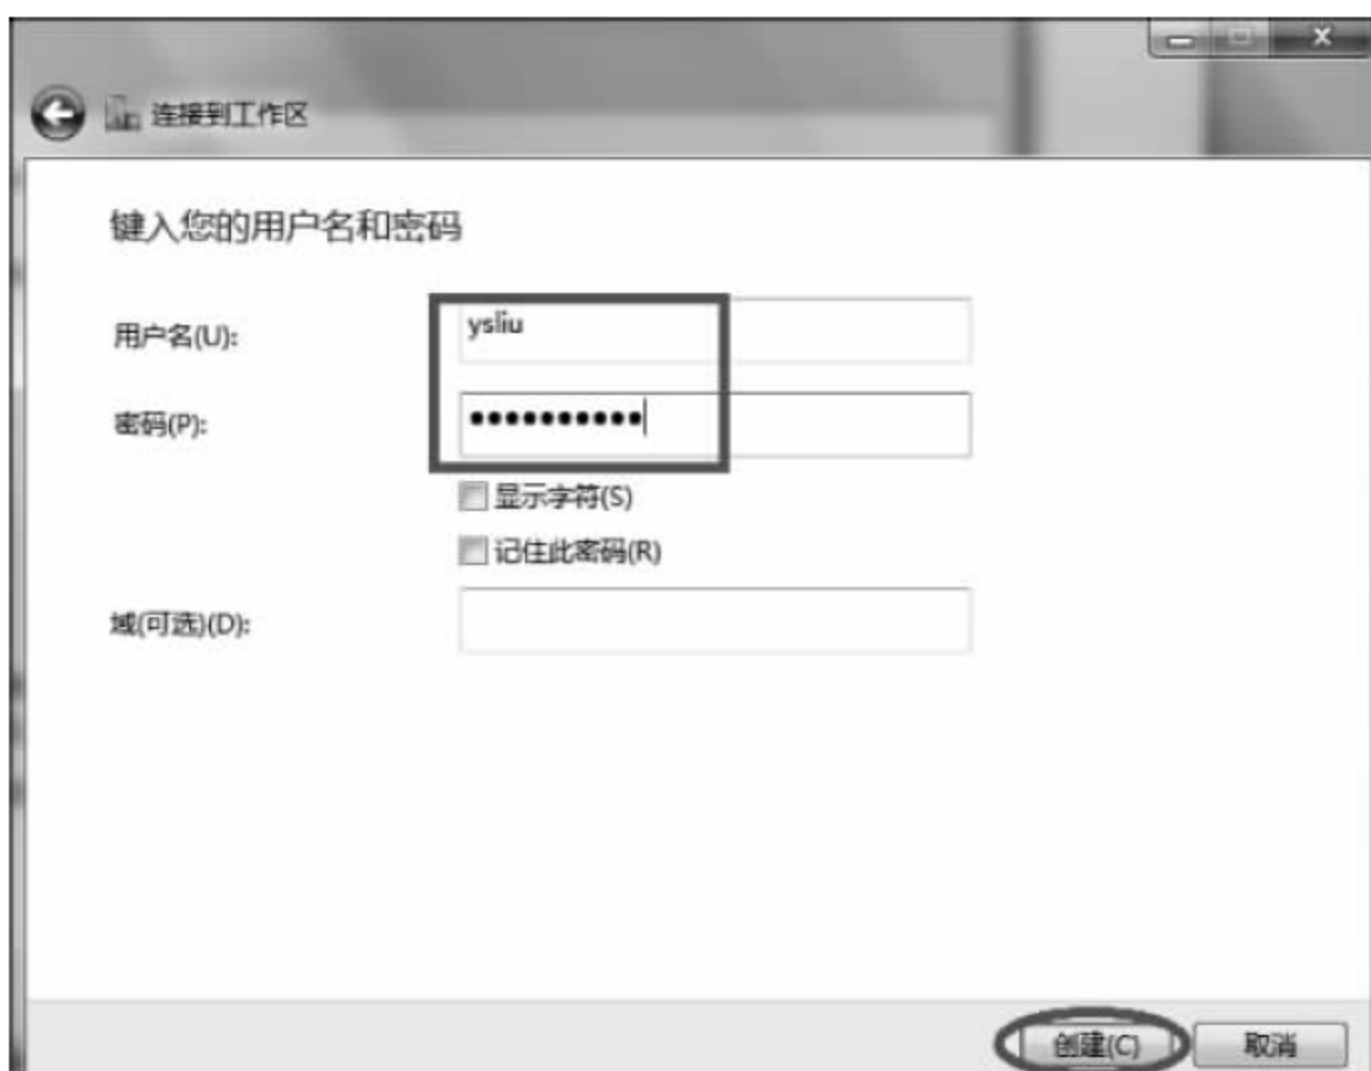 连接到工作区
键入您的用户名和密码
用户名(U): ysliu
密码(P): ••••••••••
显示字符(S)
记住此密码(R)
域(可选)(D):
创建(C) 取消